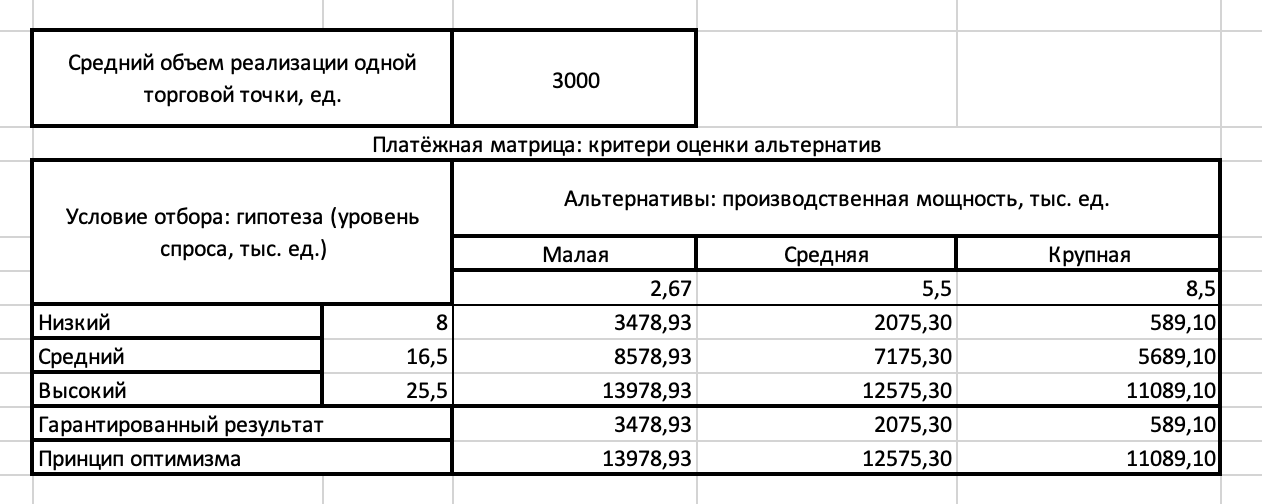 Средний объем реализации одной
торговой точки, ед.
3000
Платёжная матрица: критери оценки альтернатив
Условие отбора: гипотеза (уровень
спроса, тыс. ед.)
Альтернативы: производственная мощность, тыс. ед.
Малая Средняя Крупная
2,67 5,5 8,5
Низкий 8 3478,93 2075,30 589,10
Средний 16,5 8578,93 7175,30 5689,10
Высокий 25,5 13978,93 12575,30 11089,10
Гарантированный результат 3478,93 2075,30 589,10
Принцип оптимизма 13978,93 12575,30 11089,10